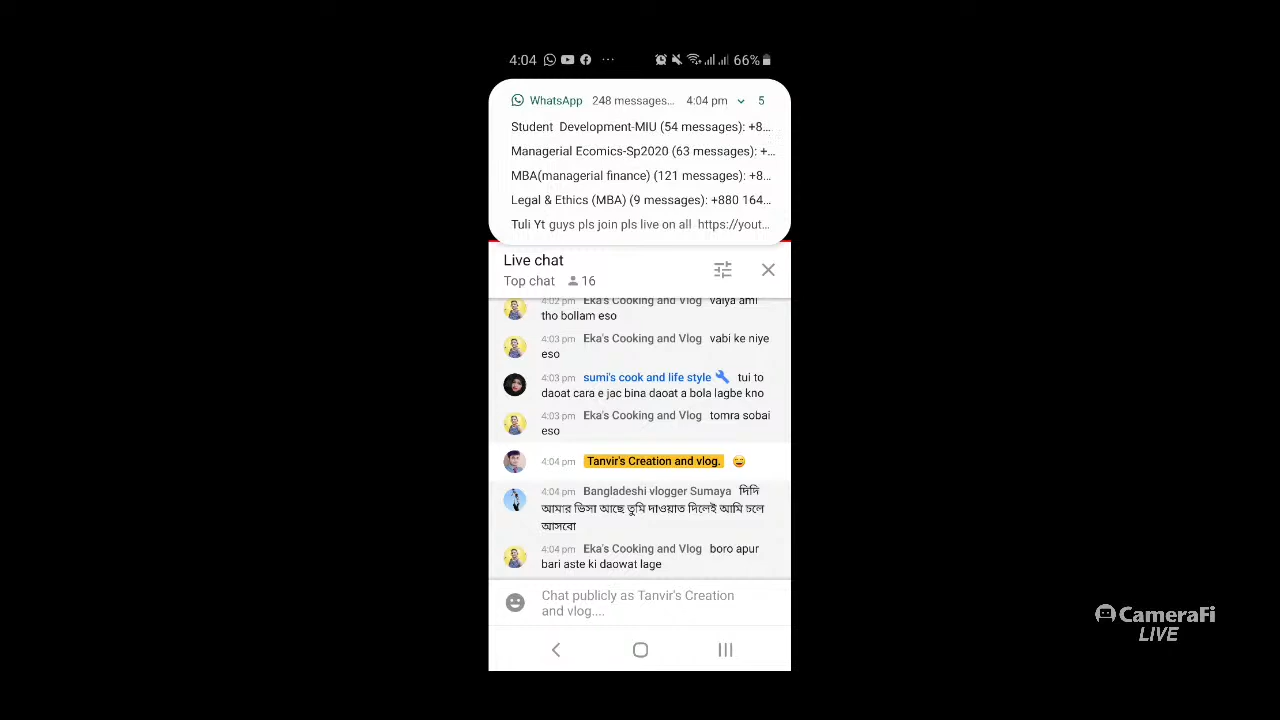 4:04 ... 66%
WhatsApp 248 messages... 4:04 pm 5
Student Development-MIU (54 messages): +8...
Managerial Ecomics-Sp2020 (63 messages): +...
MBA(managerial finance) (121 messages): +8...
Legal & Ethics (MBA) (9 messages): +880 164...
Tuli Yt guys pls join pls live on all https://yout...
Live chat
Top chat 16
4:02 pm Eka's Cooking and Vlog vaiya ami
tho bollam eso
4:03 pm Eka's Cooking and Vlog vabi ke niye
eso
4:03 pm sumi's cook and life style tui to
daoat cara e jac bina daoat a bola lagbe kno
4:03 pm Eka's Cooking and Vlog tomra sobai
eso
4:04 pm Tanvir's Creation and vlog. 😄
4:04 pm Bangladeshi vlogger Sumaya দিদি
আমার ভিসা আছে তুমি দাওয়াত দিলেই আমি চলে
আসবো
4:04 pm Eka's Cooking and Vlog boro apur
bari aste ki daowat lage
Chat publicly as Tanvir's Creation
and vlog....
CameraFi
LIVE